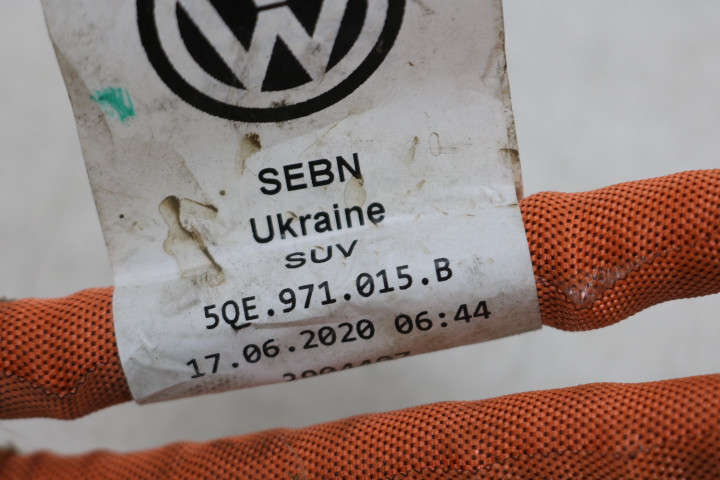 SEBN
Ukraine
SUV
5QE.971.015.B
17.06.2020 06:44